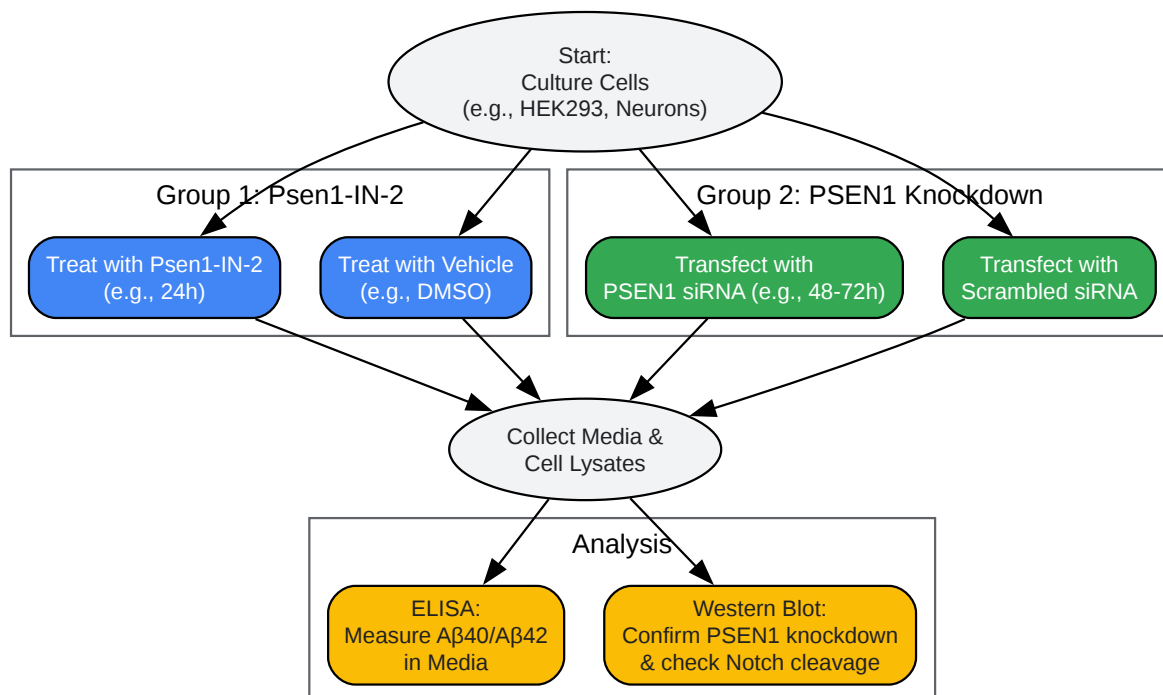 Start:
Culture Cells
(e.g., HEK293, Neurons)
Group 1: Psen1-IN-2
Group 2: PSEN1 Knockdown
Treat with Psen1-IN-2
(e.g., 24h)
Treat with Vehicle
(e.g., DMSO)
Transfect with
PSEN1 siRNA (e.g., 48-72h)
Transfect with
Scrambled siRNA
Collect Media &
Cell Lysates
Analysis
ELISA:
Measure Aβ40/Aβ42
in Media
Western Blot:
Confirm PSEN1 knockdown
& check Notch cleavage